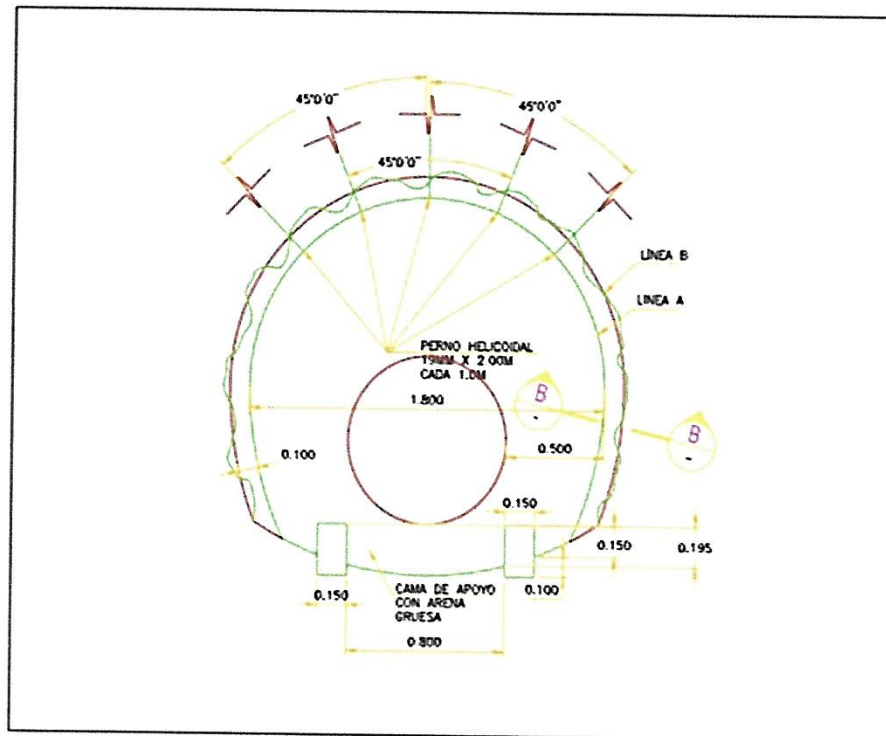 45°0'0"
45°0'0"
45°0'0"
LÍNEA B
LINEA A
PERNO HELICOIDAL
19MM X 2.00M
CADA 1.0M
1.800
B
-
B
-
0.100
0.500
0.150
0.150
0.195
0.150
CAMA DE APOYO
CON ARENA
GRUESA
0.100
0.800